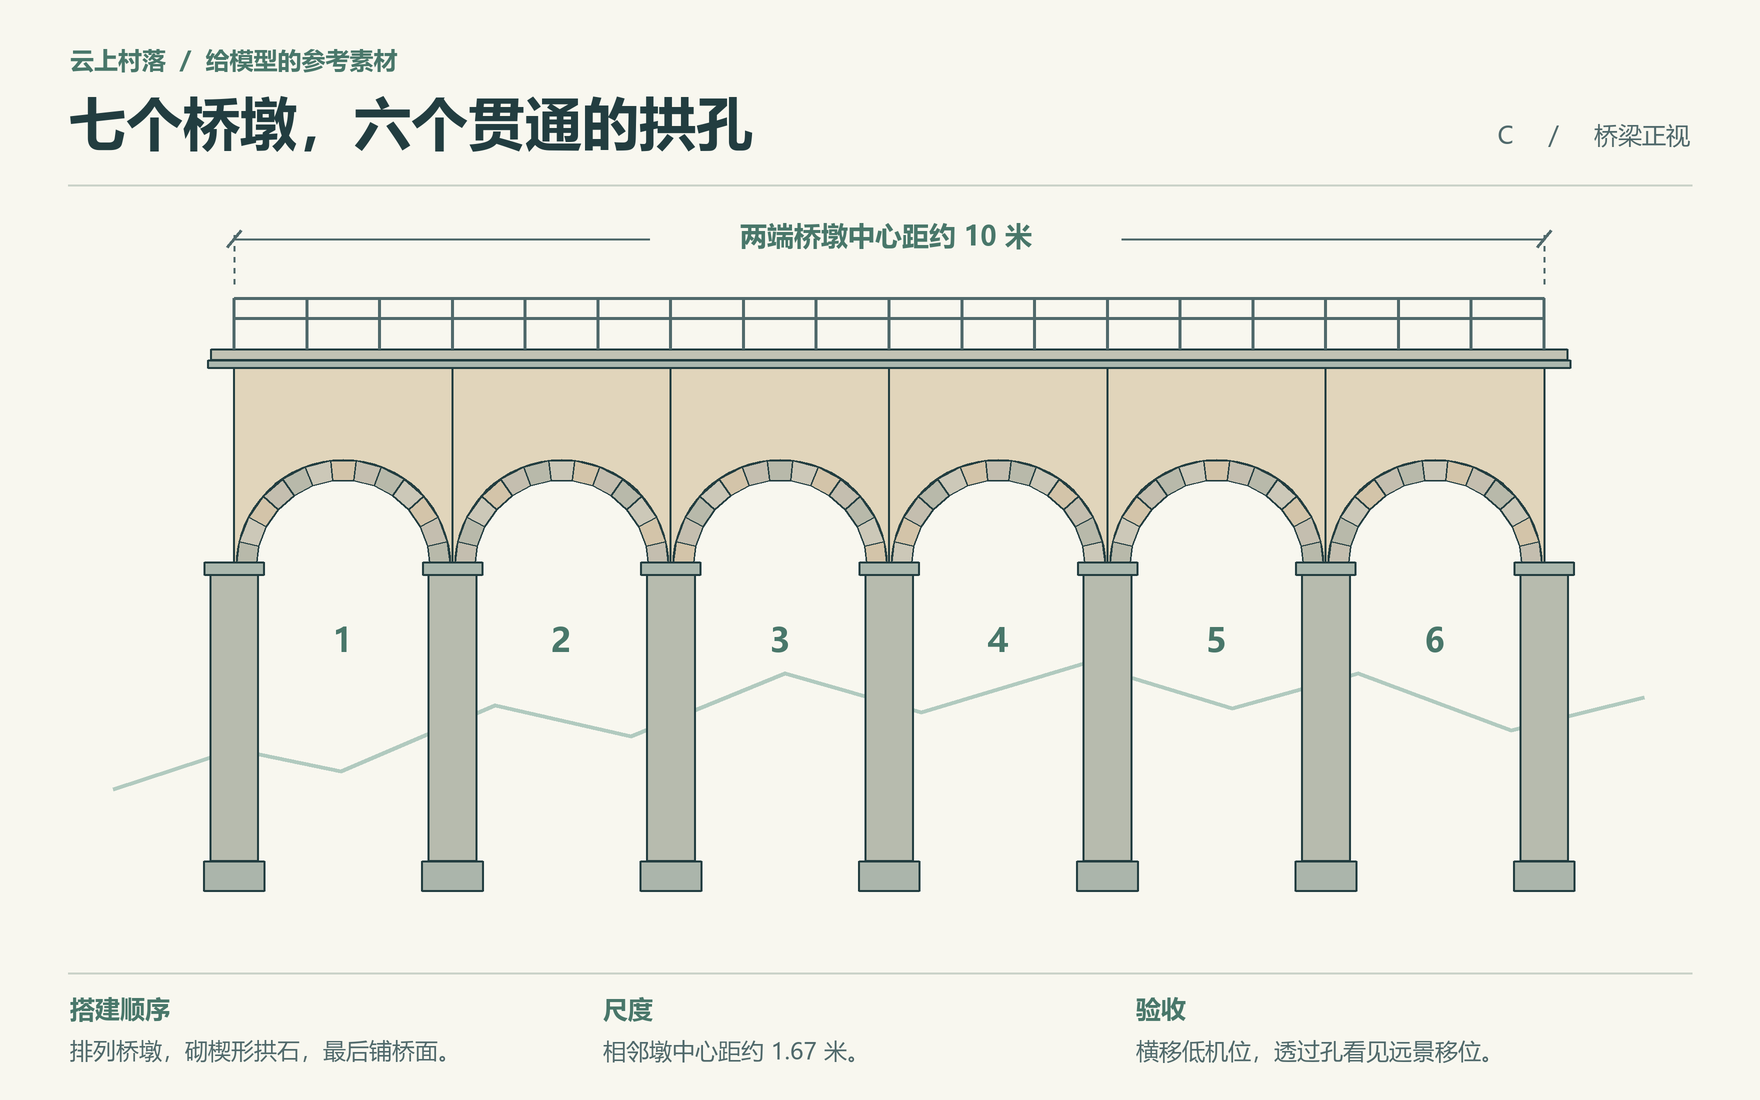 云上村落 / 给模型的参考素材
七个桥墩，六个贯通的拱孔
C / 桥梁正视
两端桥墩中心距约 10 米
1 2 3 4 5 6
搭建顺序
排列桥墩，砌楔形拱石，最后铺桥面。
尺度
相邻墩中心距约 1.67 米。
验收
横移低机位，透过孔看见远景移位。